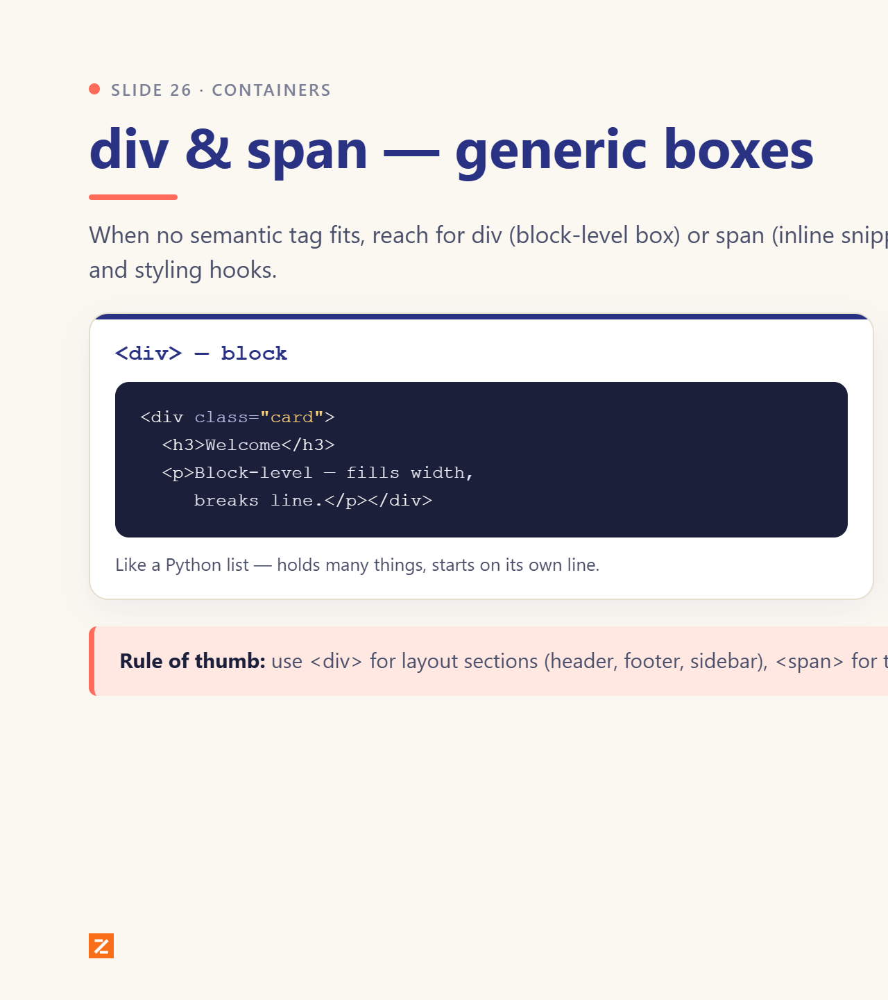 SLIDE 26 · CONTAINERS
div & span — generic boxes
When no semantic tag fits, reach for div (block-level box) or span (inline
and styling hooks.
<div> — block
<div class="card">
  <h3>Welcome</h3>
  <p>Block-level — fills width,
     breaks line.</p></div>
Like a Python list — holds many things, starts on its own line.
Rule of thumb: use <div> for layout sections (header, footer, sidebar), <span> for